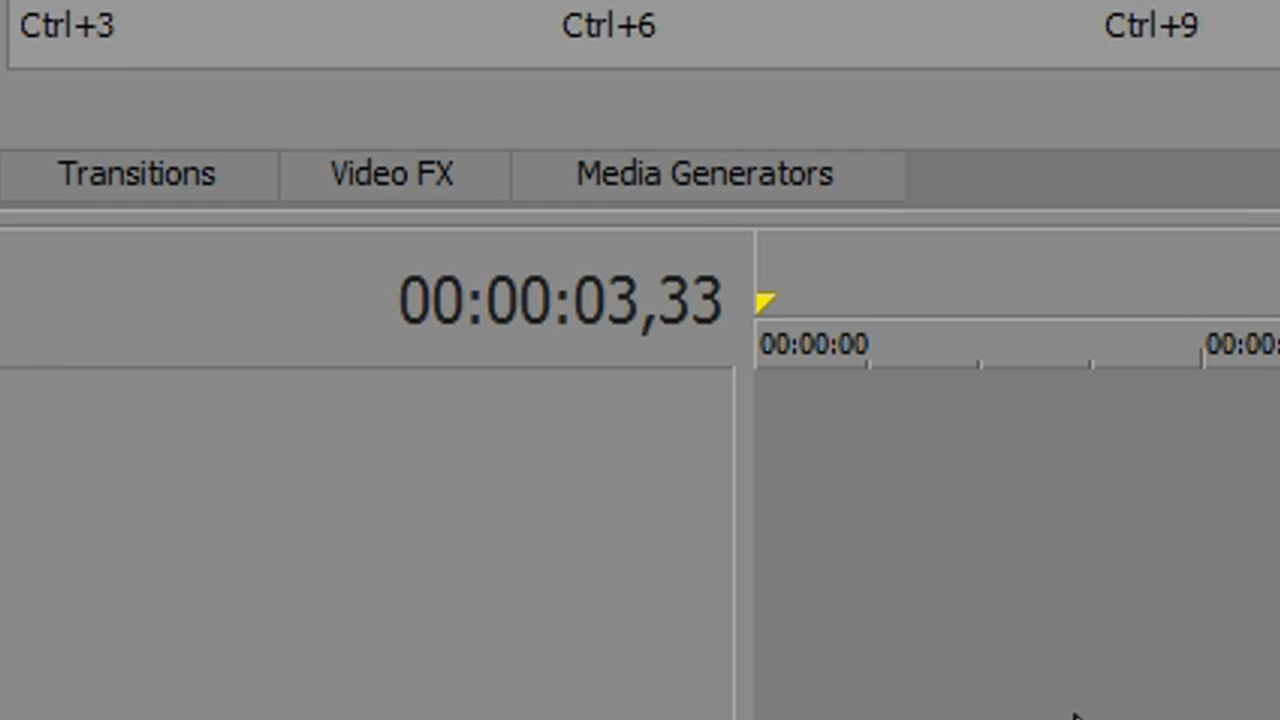 Ctrl+3 Ctrl+6 Ctrl+9
Transitions Video FX Media Generators
00:00:03,33
00:00:00 00:00: